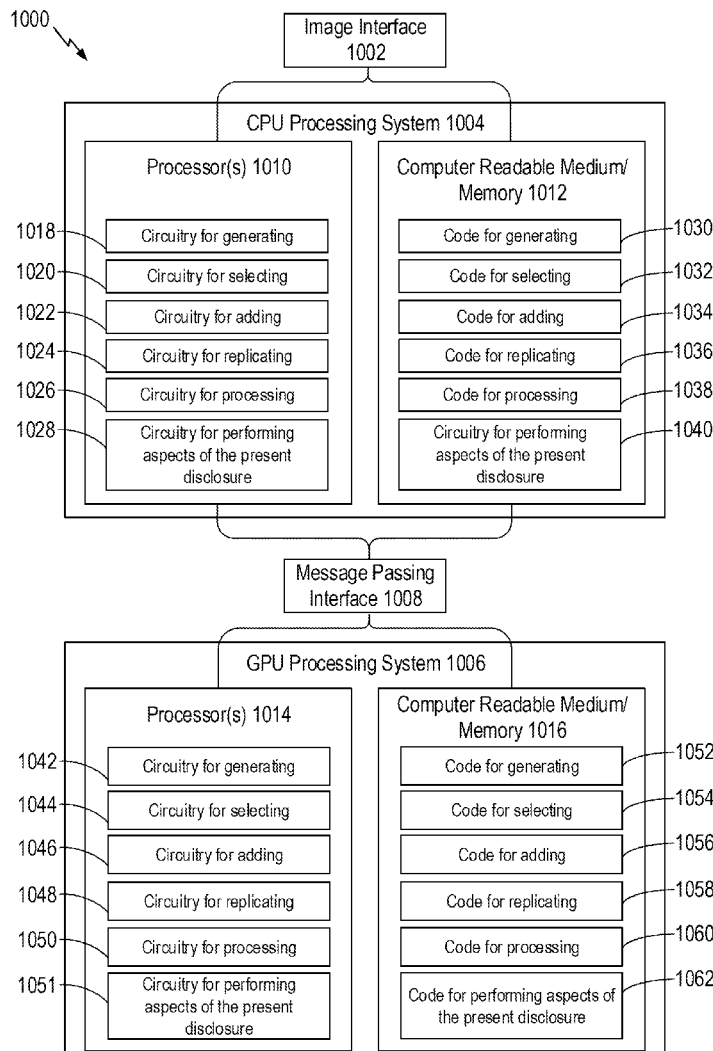 1000
Image Interface
1002
CPU Processing System 1004
Processor(s) 1010
Computer Readable Medium/
Memory 1012
1018
Circuitry for generating
Code for generating
1030
1020
Circuitry for selecting
Code for selecting
1032
1022
Circuitry for adding
Code for adding
1034
1024
Circuitry for replicating
Code for replicating
1036
1026
Circuitry for processing
Code for processing
1038
1028
Circuitry for performing
aspects of the present
disclosure
Circuitry for performing
aspects of the present
disclosure
1040
Message Passing
Interface 1008
GPU Processing System 1006
Processor(s) 1014
Computer Readable Medium/
Memory 1016
1042
Circuitry for generating
Code for generating
1052
1044
Circuitry for selecting
Code for selecting
1054
1046
Circuitry for adding
Code for adding
1056
1048
Circuitry for replicating
Code for replicating
1058
1050
Circuitry for processing
Code for processing
1060
1051
Circuitry for performing
aspects of the present
disclosure
Code for performing aspects of
the present disclosure
1062